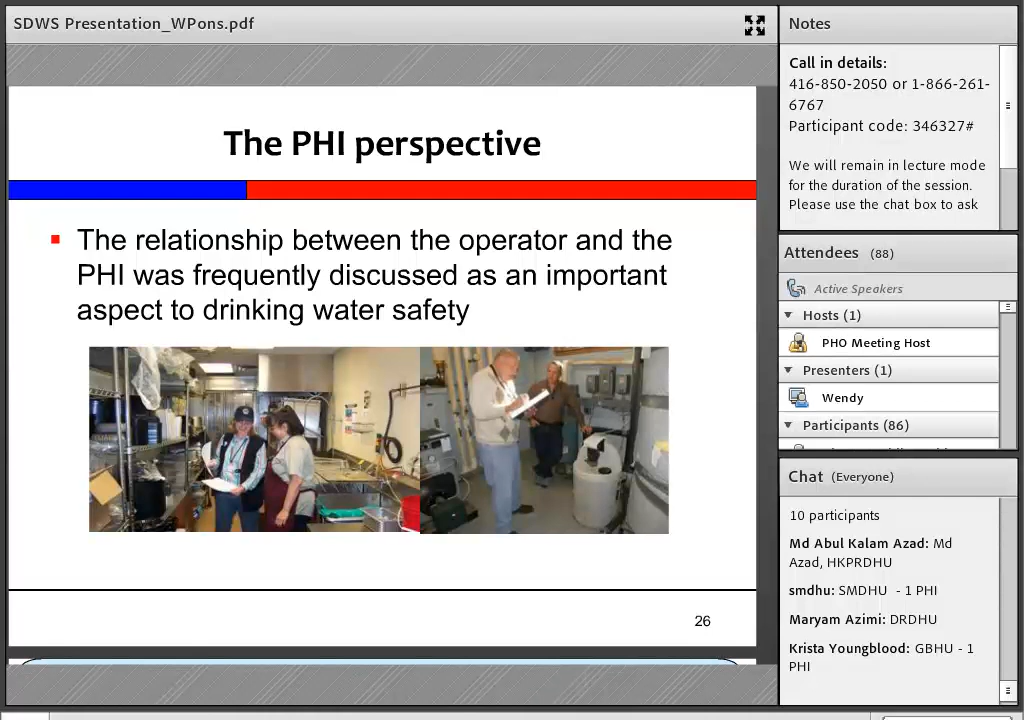 SDWS Presentation_WPons.pdf
The PHI perspective
The relationship between the operator and the
PHI was frequently discussed as an important
aspect to drinking water safety
26
Notes
Call in details:
416-850-2050 or 1-866-261-
6767
Participant code: 346327#
We will remain in lecture mode
for the duration of the session.
Please use the chat box to ask
Attendees (88)
Active Speakers
Hosts (1)
PHO Meeting Host
Presenters (1)
Wendy
Participants (86)
Chat (Everyone)
10 participants
Md Abul Kalam Azad: Md
Azad, HKPRDHU
smdhu: SMDHU - 1 PHI
Maryam Azimi: DRDHU
Krista Youngblood: GBHU - 1
PHI